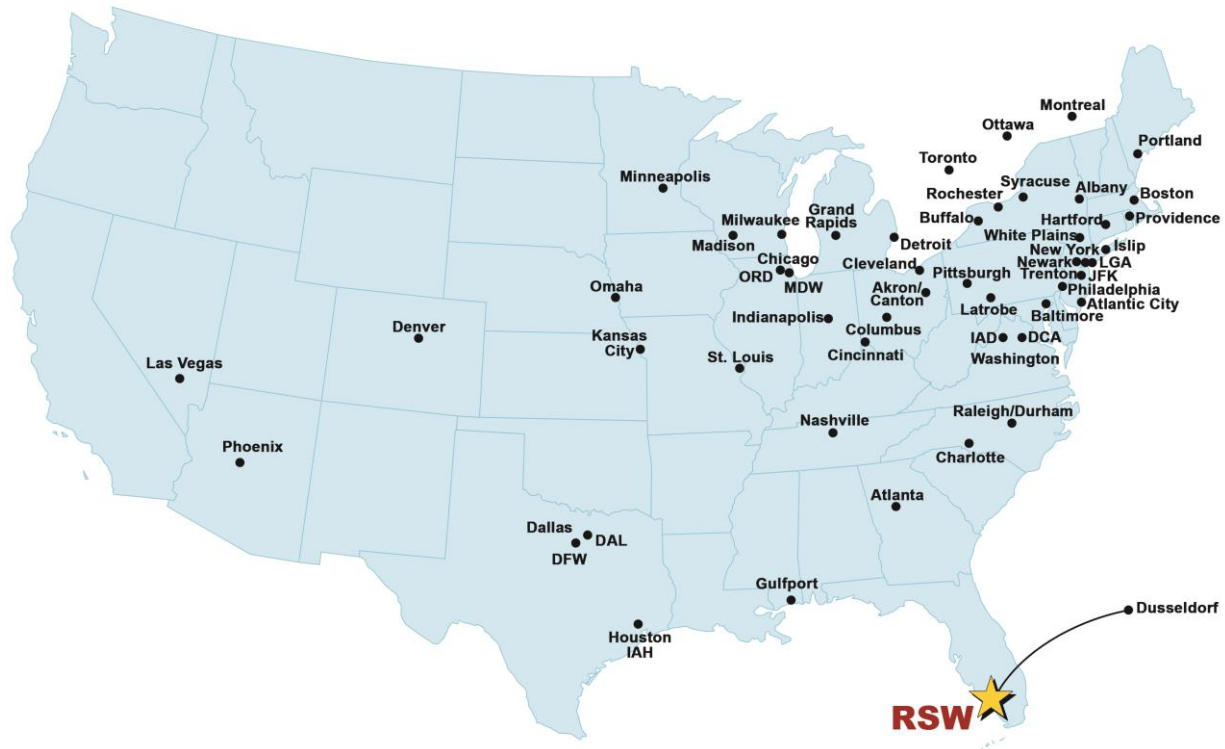 Montreal
Ottawa
Portland
Toronto
Minneapolis
Syracuse
Albany
Rochester
Boston
Grand
Rapids
Milwaukee
Buffalo
Hartford
Providence
Madison
Detroit
White Plains
Islip
New York
Chicago
Cleveland
Newark
LGA
ORD
MDW
Pittsburgh
Trenton
JFK
Omaha
Akron/
Canton
Philadelphia
Latrobe
Atlantic City
Baltimore
Indianapolis
Denver
Kansas
City
Columbus
IAD
DCA
Cincinnati
Washington
Las Vegas
St. Louis
Nashville
Raleigh/Durham
Phoenix
Charlotte
Atlanta
Dallas
DAL
DFW
Gulfport
Dusseldorf
Houston
IAH
RSW